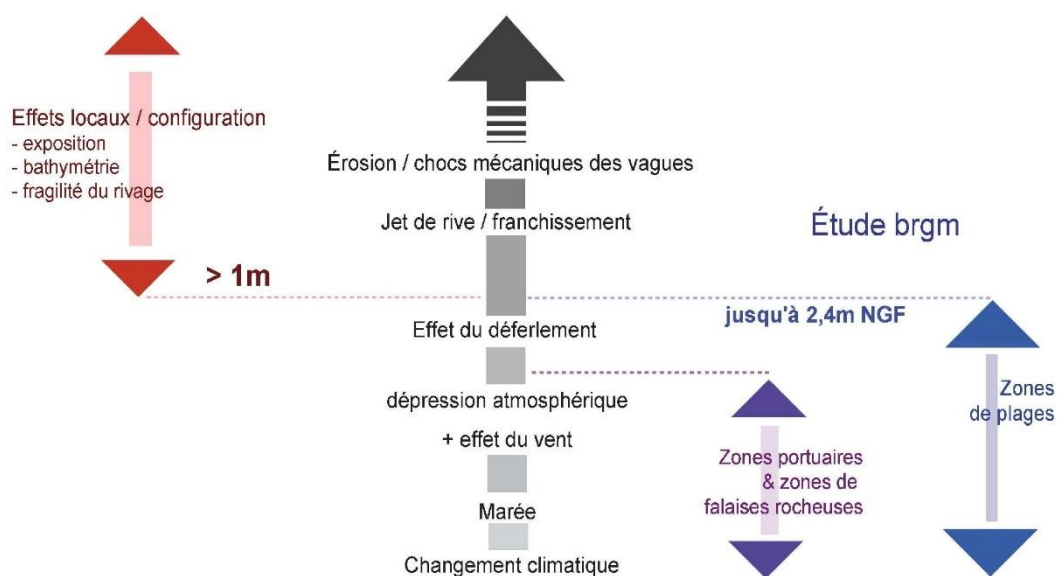 Effets locaux / configuration
- exposition
- bathymétrie
- fragilité du rivage
> 1m
Érosion / chocs mécaniques des vagues
Jet de rive / franchissement
Effet du déferlement
dépression atmosphérique
+ effet du vent
Marée
Changement climatique
Étude brgm
jusqu'à 2,4m NGF
Zones portuaires
& zones de
falaises rocheuses
Zones
de plages